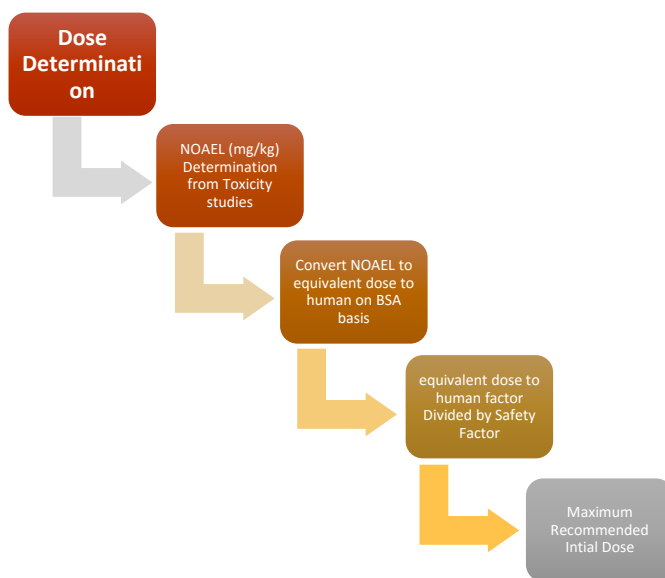 Dose
Determinati
on
NOAEL (mg/kg)
Determination
from Toxicity
studies
Convert NOAEL to
equivalent dose to
human on BSA
basis
equivalent dose to
human factor
Divided by Safety
Factor
Maximum
Recommended
Intial Dose